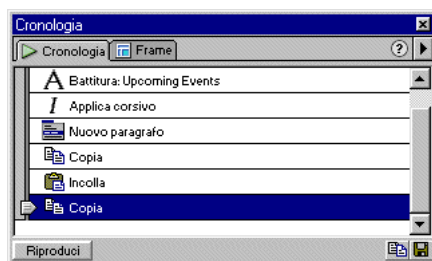 Cronologia
Cronologia Frame
Battitura: Upcoming Events
Applica corsivo
Nuovo paragrafo
Copia
Incolla
Copia
Riproduci